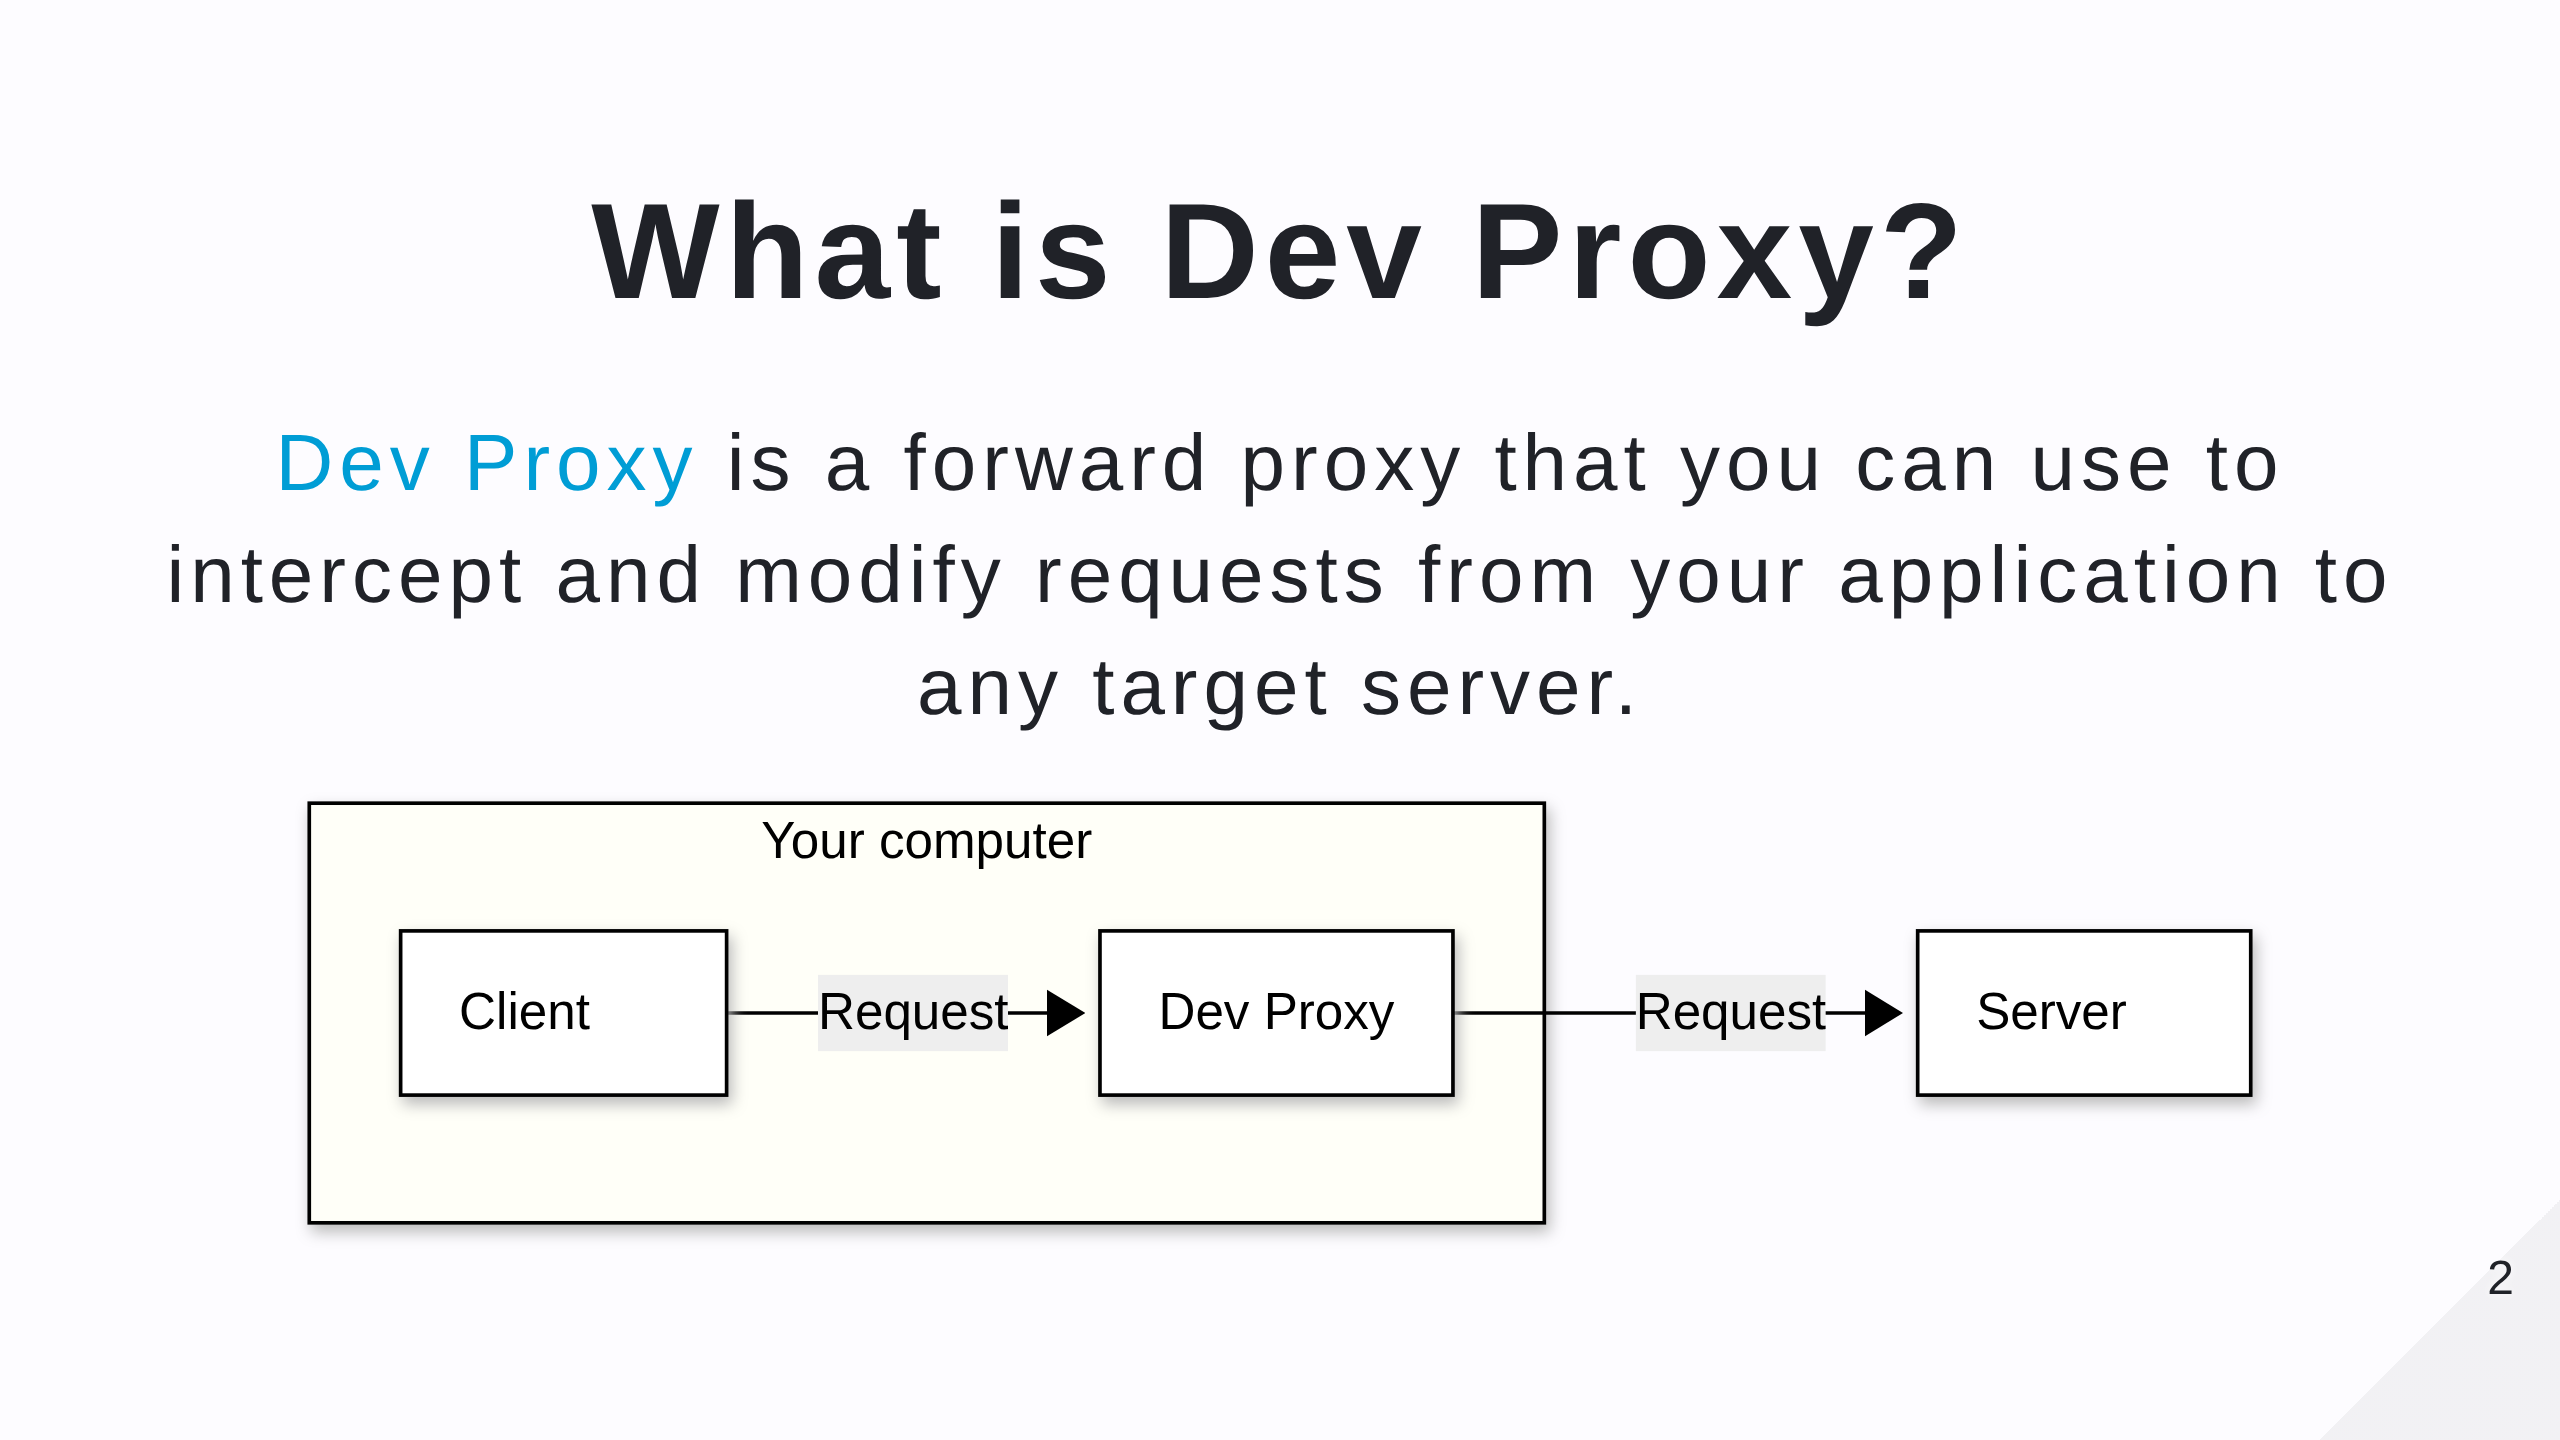 What is Dev Proxy?
Dev Proxy is a forward proxy that you can use to
intercept and modify requests from your application to
any target server.
Your computer
Client
Request
Dev Proxy
Request
Server
2